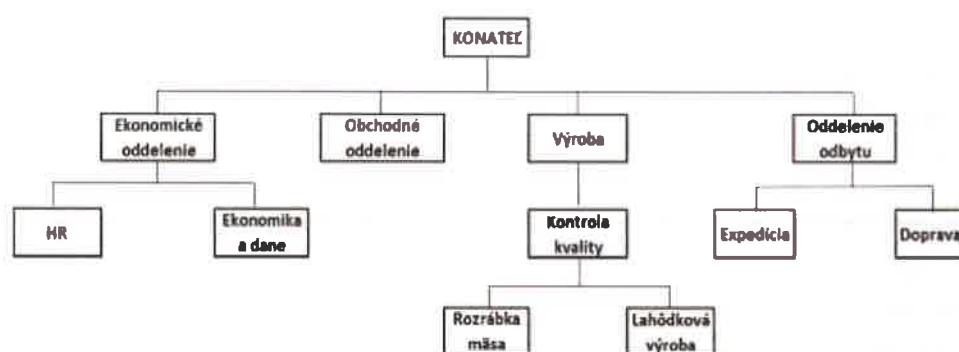 KONATEĽ
Ekonomické
oddelenie
Obchodné
oddelenie
Výroba
Oddelenie
odbytu
HR
Ekonomika
a dane
Kontrola
kvality
Expedícia
Doprava
Rozrábka
mäsa
Lahôdková
výroba